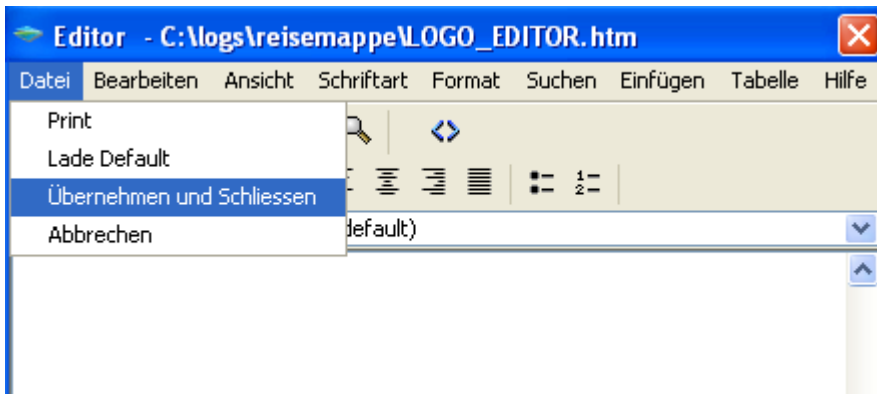 Editor - C:\logs\reisemappe\LOGO_EDITOR.htm
Datei Bearbeiten Ansicht Schriftart Format Suchen Einfügen Tabelle Hilfe
Print
Lade Default
Übernehmen und Schliessen
Abbrechen
default)